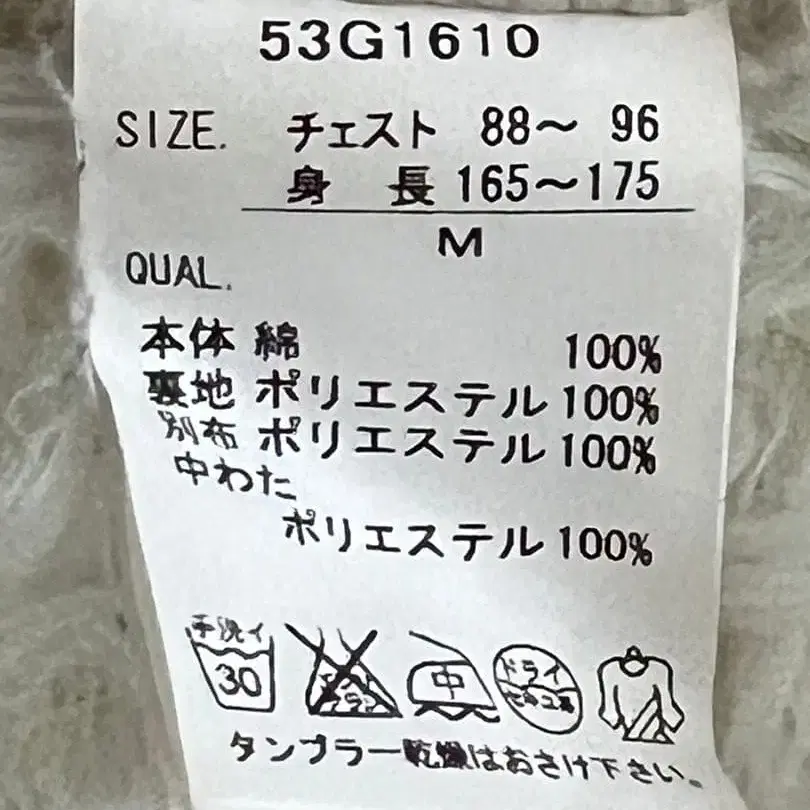 53G1610
SIZE. チェスト 88～ 96
身 長 165～175
M
QUAL.
本体 綿 100%
裏地 ポリエステル 100%
別布 ポリエステル 100%
中わた
ポリエステル 100%
手洗イ
30
中
ドライ
タンブラー乾燥はおさけ下さい。